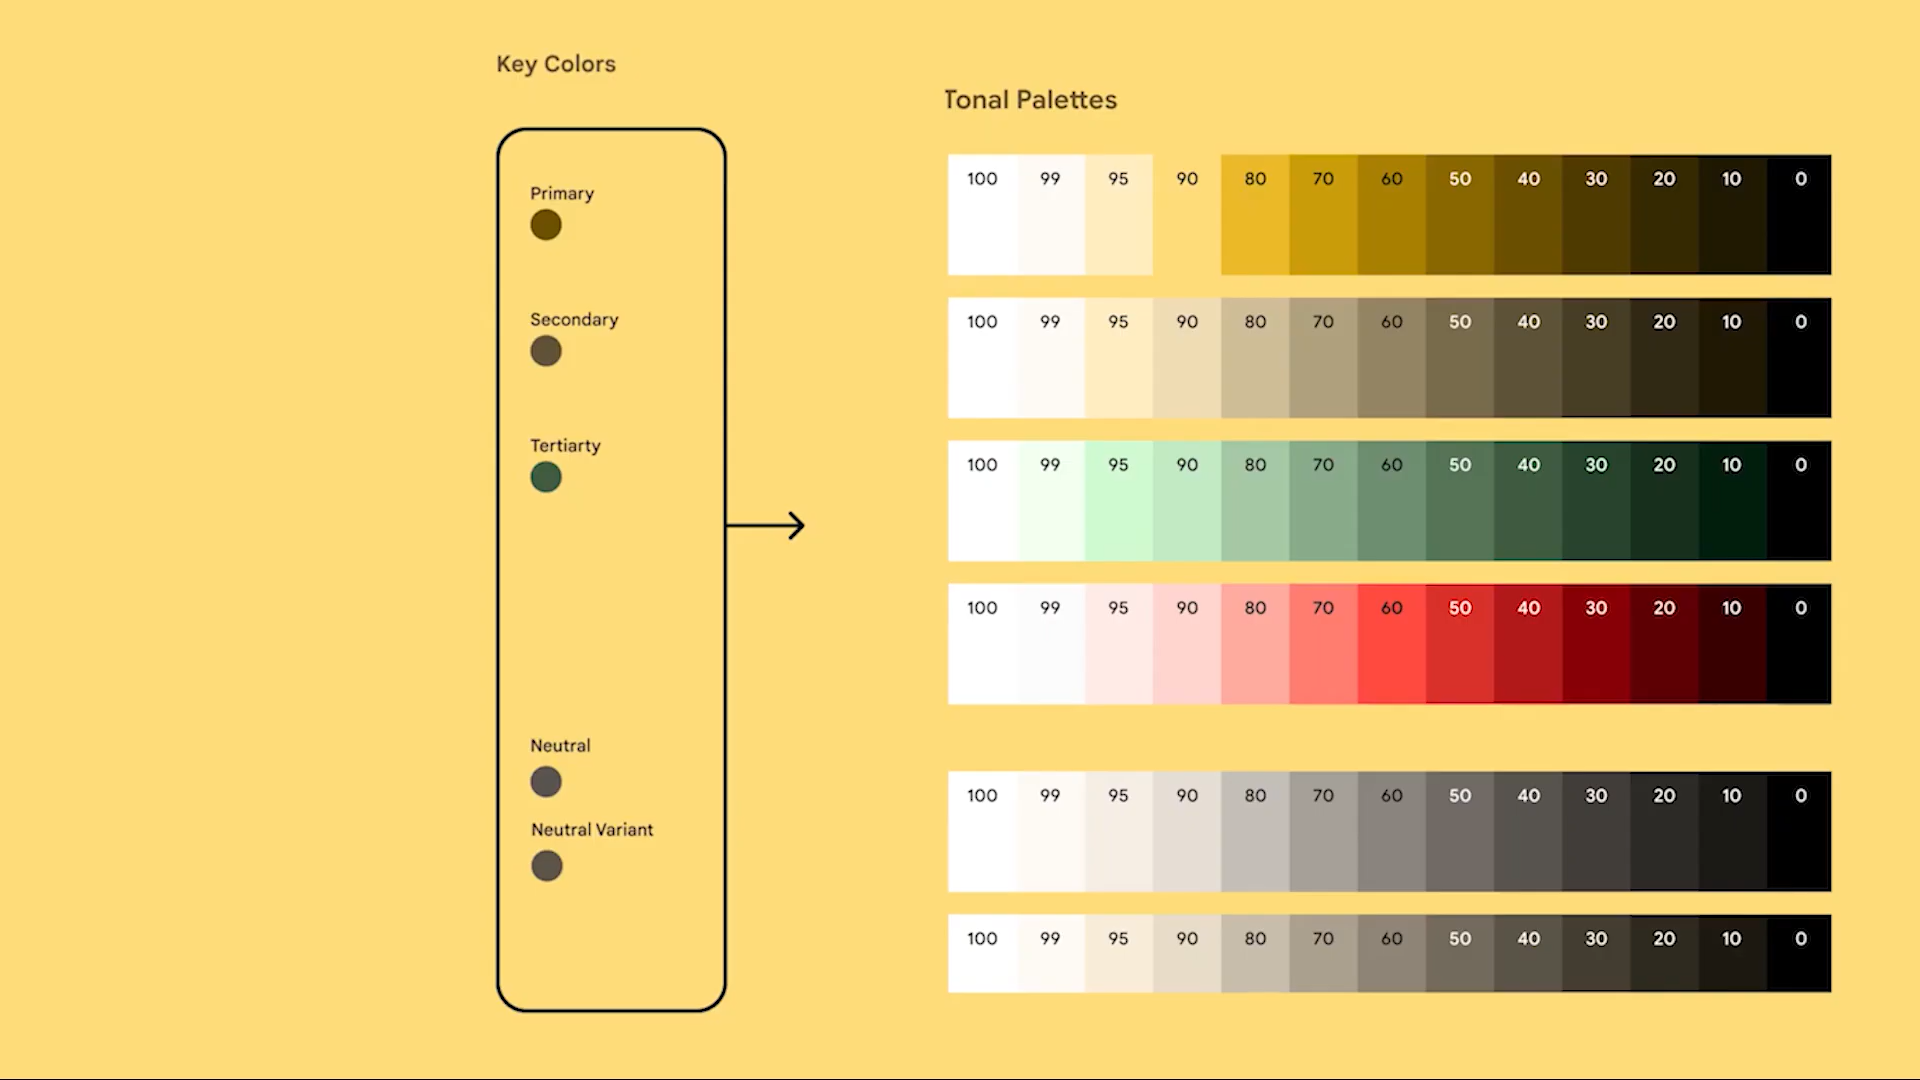 Key Colors
Primary
Secondary
Tertiarty
Neutral
Neutral Variant
Tonal Palettes
100 99 95 90 80 70 60 50 40 30 20 10 0
100 99 95 90 80 70 60 50 40 30 20 10 0
100 99 95 90 80 70 60 50 40 30 20 10 0
100 99 95 90 80 70 60 50 40 30 20 10 0
100 99 95 90 80 70 60 50 40 30 20 10 0
100 99 95 90 80 70 60 50 40 30 20 10 0